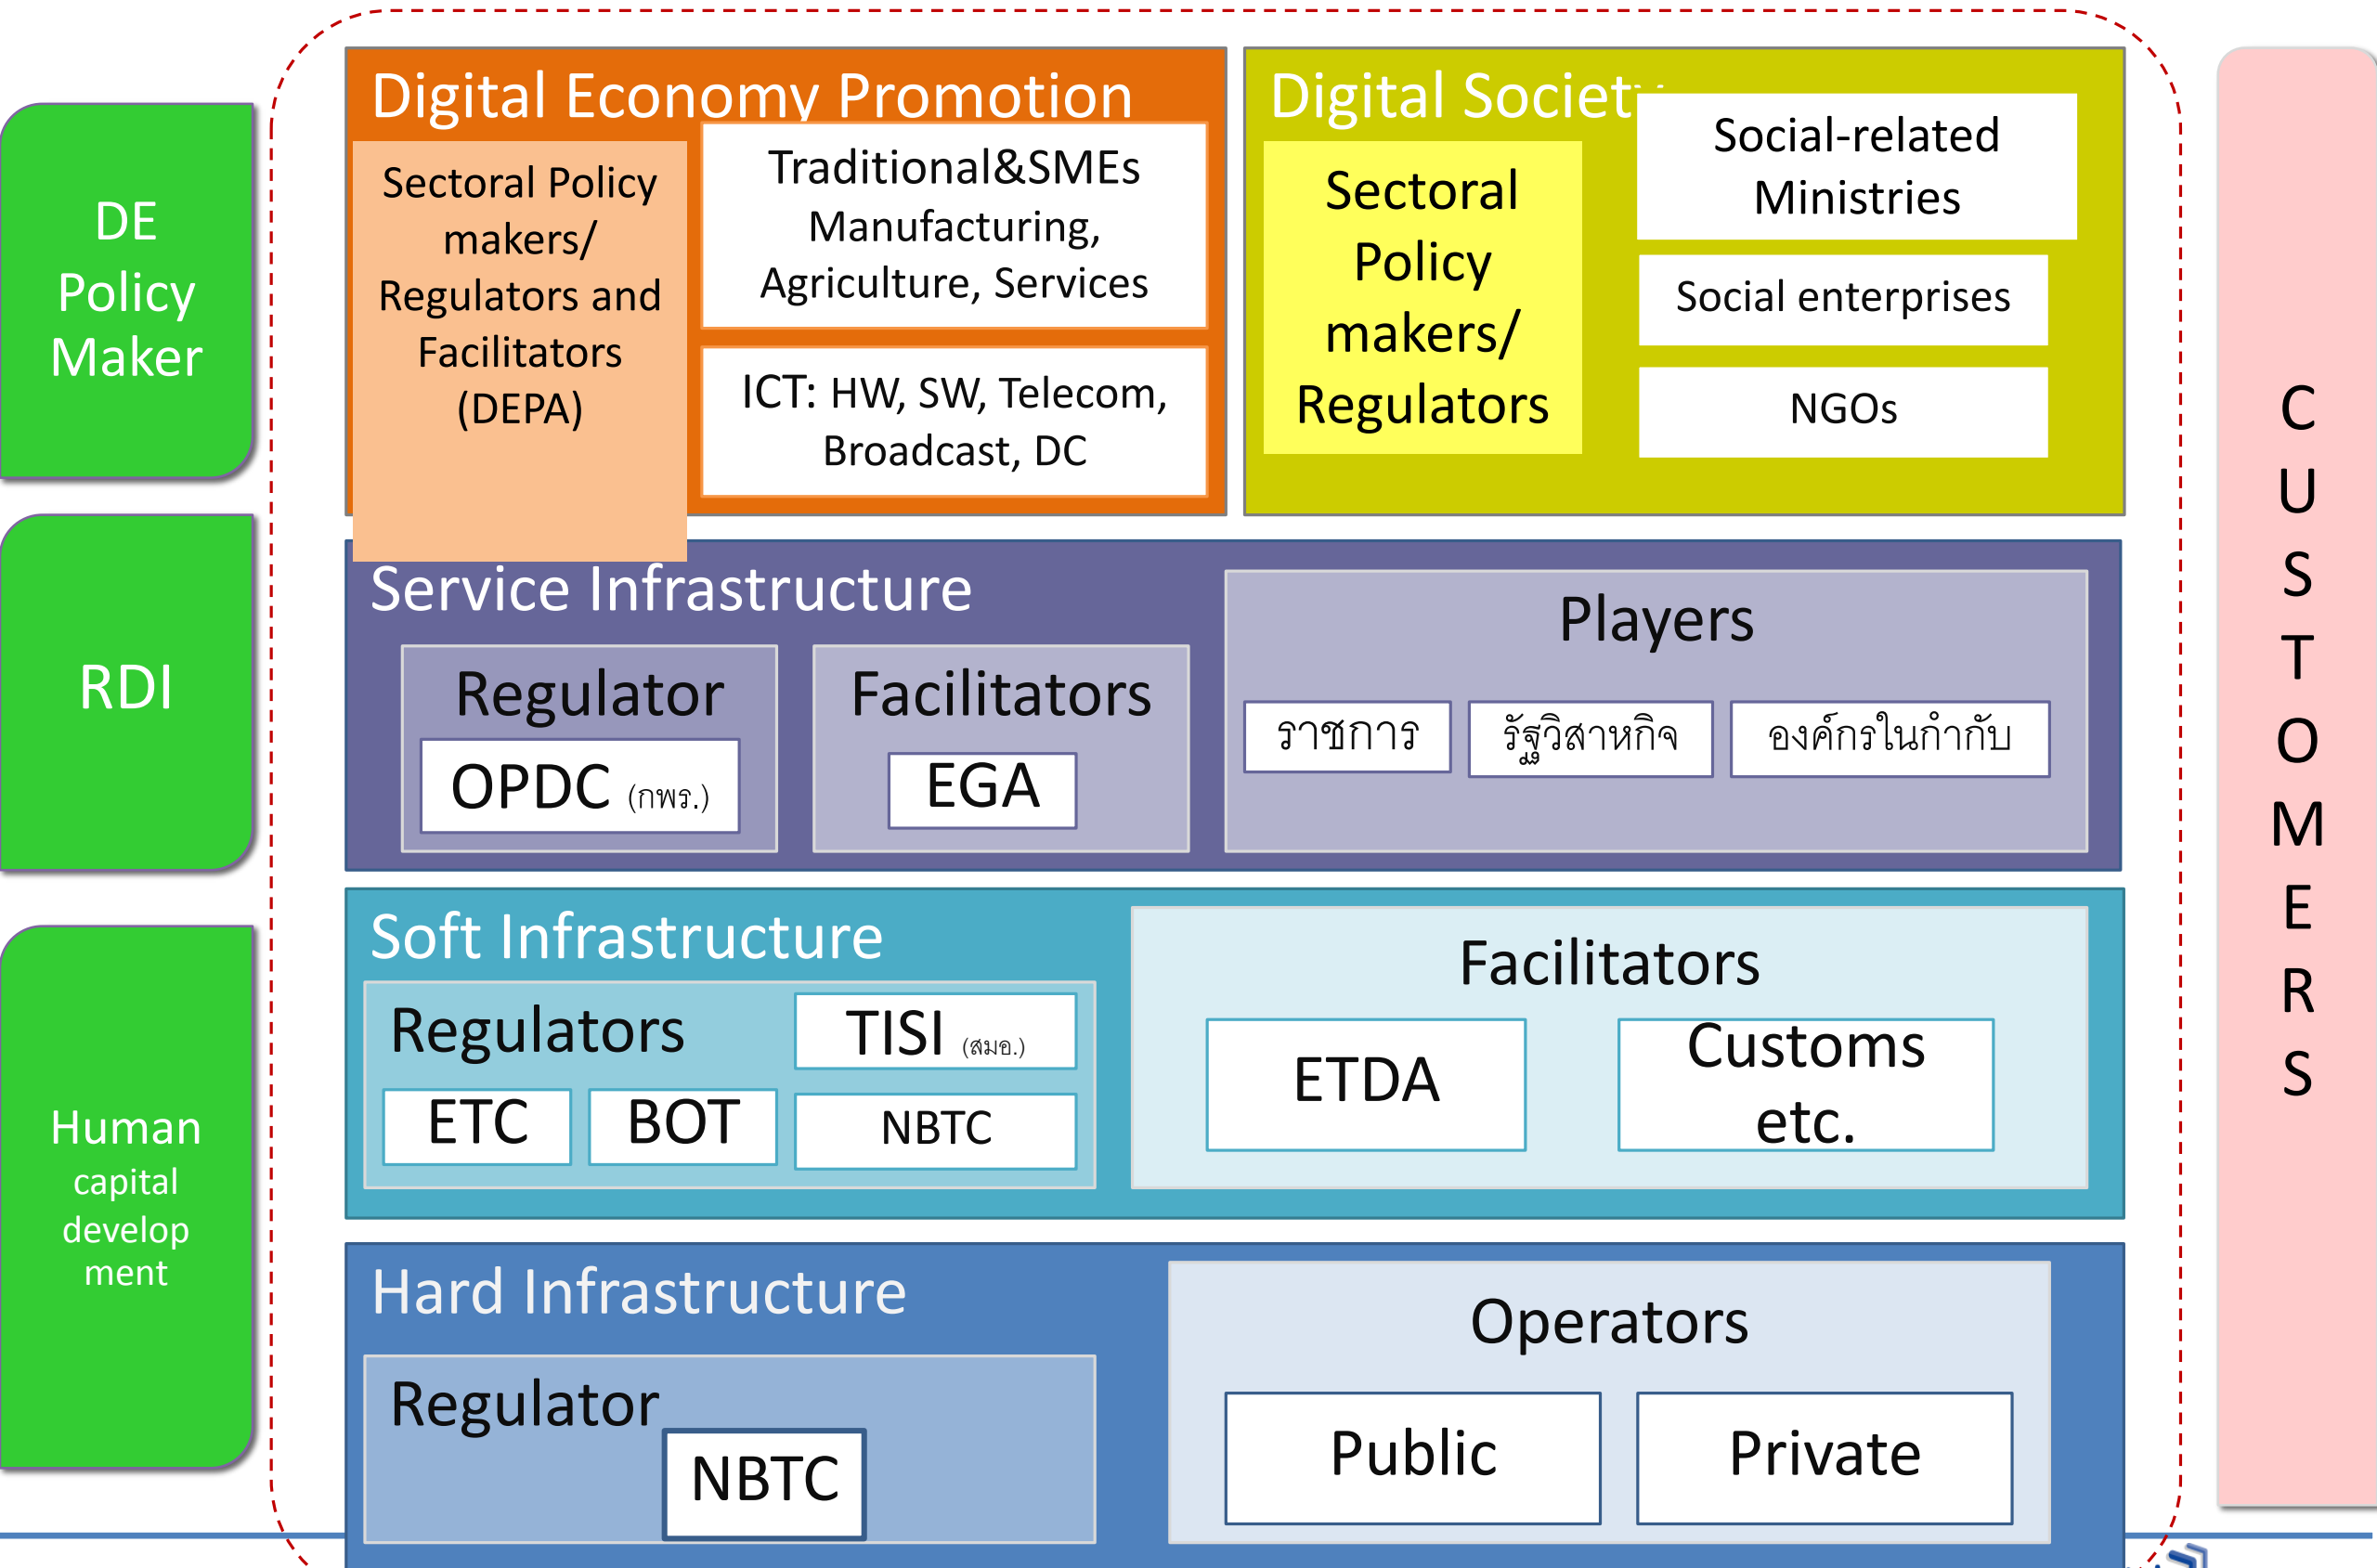 DE
Policy
Maker
RDI
Human
capital
develop
ment
Digital Economy Promotion
Sectoral Policy
makers/
Regulators and
Facilitators
(DEPA)
Traditional&SMEs
Manufacturing,
Agriculture, Services
ICT: HW, SW, Telecom,
Broadcast, DC
Digital Society
Sectoral
Policy
makers/
Regulators
Social-related
Ministries
Social enterprises
NGOs
Service Infrastructure
Regulator
OPDC (กพร.)
Facilitators
EGA
Players
ราชการ
รัฐวิสาหกิจ
องค์กรในกำกับ
Soft Infrastructure
Regulators
TISI (สมอ.)
ETC
BOT
NBTC
Facilitators
ETDA
Customs
etc.
Hard Infrastructure
Regulator
NBTC
Operators
Public
Private
C
U
S
T
O
M
E
R
S